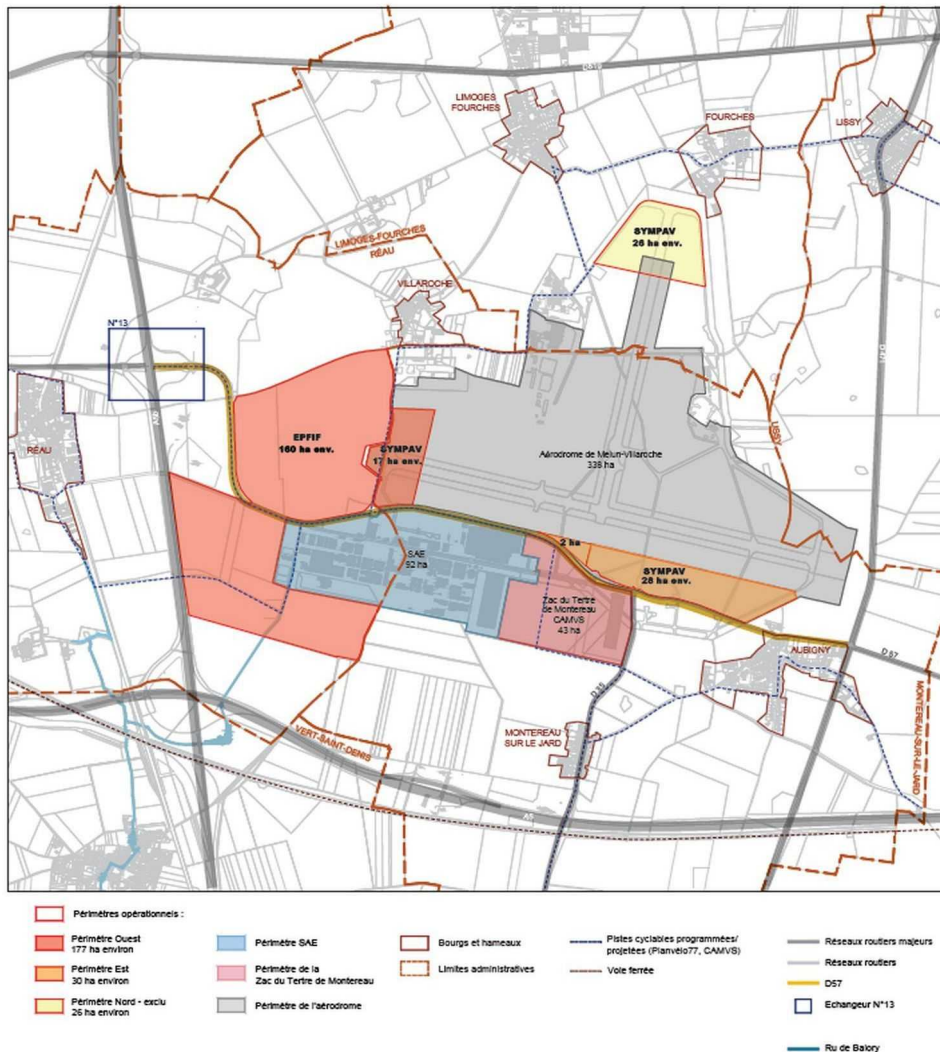 D619
LIMOGES
FOURCHES
FOURCHES
LISSY
SYMPAV
26 ha env.
LIMOGES-FOURCHES
RÉAU
VILLAROCHE
N°13
RÉAU
EPFIF
160 ha env.
SYMPAV
17 ha env.
Aérodrome de Melun-Villaroche
338 ha
LISSY
SAE
92 ha
2 ha
SYMPAV
28 ha env.
Zac du Tertre
de Montereau
CAMVS
43 ha
AUBIGNY
D 57
D 35
MONTEREAU
SUR LE JARD
VERT-SAINT-DENIS
MONTEREAU-SUR-LE-JARD
Périmètres opérationnels :
Périmètre Ouest
177 ha environ
Périmètre Est
30 ha environ
Périmètre Nord - exclu
26 ha environ
Périmètre SAE
Périmètre de la
Zac du Tertre de Montereau
Périmètre de l'aérodrome
Bourgs et hameaux
Limites administratives
Pistes cyclables programmées/
projetées (Planvélo77, CAMVS)
Voie ferrée
Réseaux routiers majeurs
Réseaux routiers
D57
Echangeur N°13
Ru de Balory